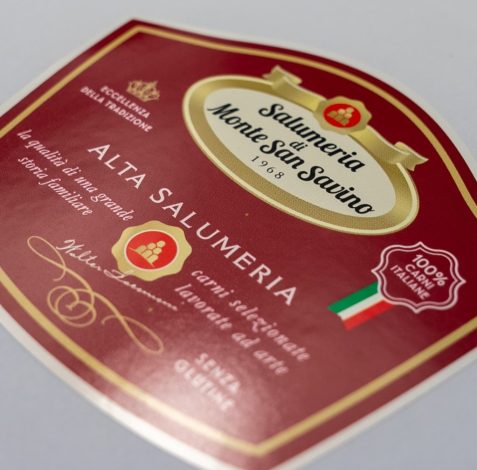 ECCELLENZA
DELLA TRADIZIONE
Salumeria
di
Monte San Savino
1968
ALTA SALUMERIA
la qualità di una grande
storia familiare
carni selezionate
lavorate ad arte
100%
CARNI
ITALIANE
Walter
SENZA
GLUTINE